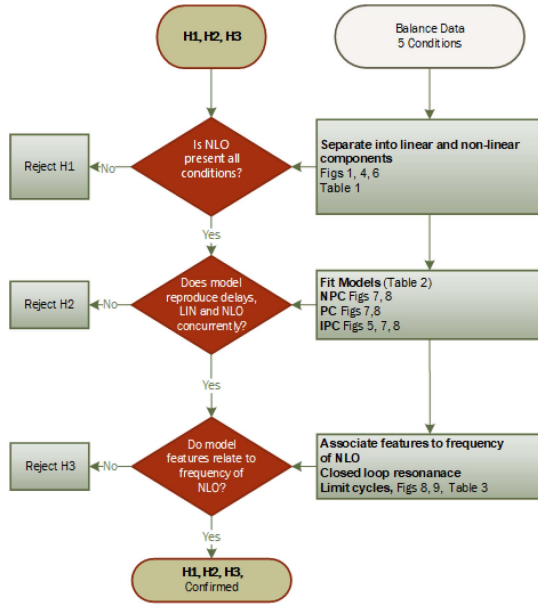 H1, H2, H3
Balance Data
5 Conditions
Is NLO
present all
conditions?
No
Reject H1
Separate into linear and non-linear
components
Figs 1, 4, 6
Table 1
Yes
Does model
reproduce delays,
LIN and NLO
concurrently?
No
Reject H2
Fit Models (Table 2)
NPC Figs 7, 8
PC Figs 7,8
IPC Figs 5, 7, 8
Yes
Do model
features relate to
frequency of
NLO?
No
Reject H3
Associate features to frequency
of NLO
Closed loop resonanace
Limit cycles, Figs 8, 9, Table 3
Yes
H1, H2, H3,
Confirmed